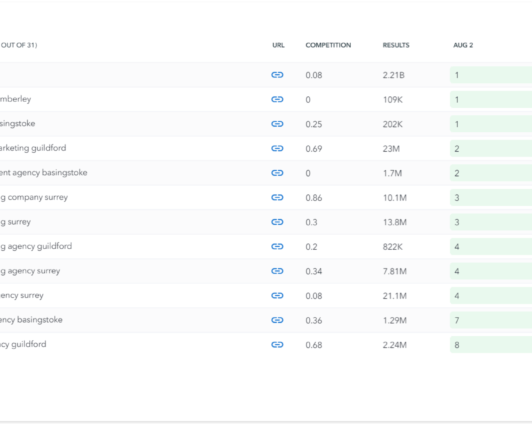 OUT OF 31) URL COMPETITION RESULTS AUG 2
0.08 2.21B 1
mberley 0 109K 1
singstoke 0.25 202K 1
arketing guildford 0.69 23M 2
ent agency basingstoke 0 1.7M 2
g company surrey 0.86 10.1M 3
g surrey 0.3 13.8M 3
g agency guildford 0.2 822K 4
g agency surrey 0.34 7.81M 4
ency surrey 0.08 21.1M 4
ency basingstoke 0.36 1.29M 7
cy guildford 0.68 2.24M 8